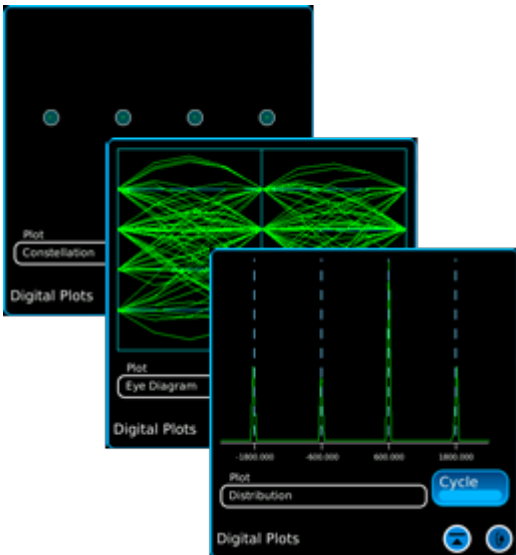 Plot
Constellation
Digital Plots
Plot
Eye Diagram
Digital Plots
-1800.000 -600.000 600.000 1800.000
Plot
Distribution
Cycle
Digital Plots